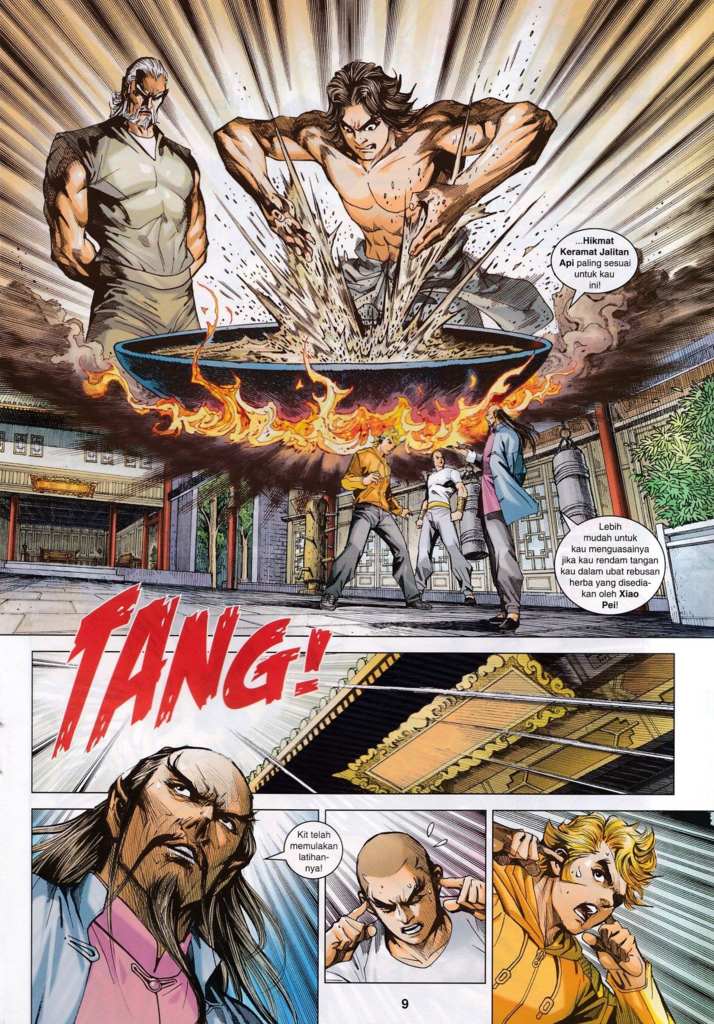 ...Hikmat
Keramat Jalitan
Api paling sesuai
untuk kau
ini!
Lebih
mudah untuk
kau menguasainya
jika kau rendam tangan
kau dalam ubat rebusan
herba yang disedia-
kan oleh Xiao
Pei!
TANG!
Kit telah
memulakan
latihan-
nya!
9